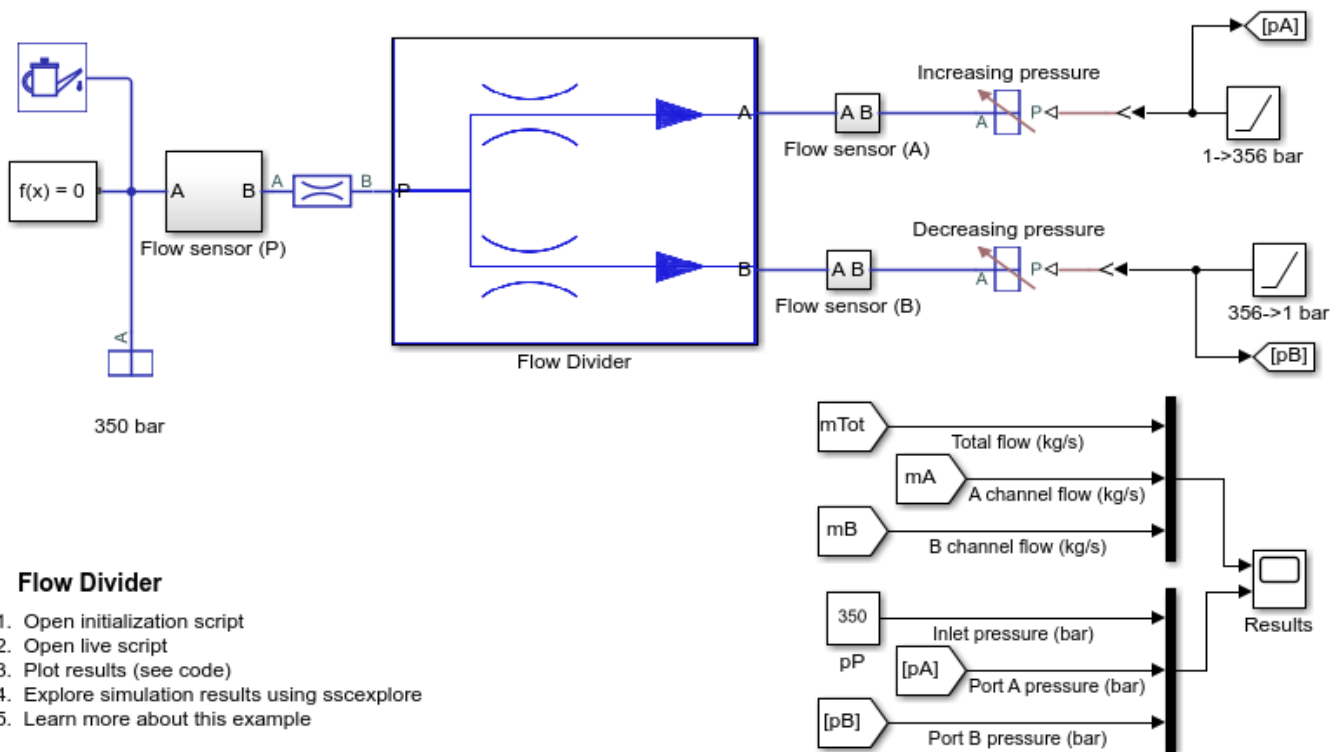 [pA]
Increasing pressure
A
A B
A
P
Flow sensor (A)
1->356 bar
f(x) = 0
A
B
A
B
P
Flow sensor (P)
Decreasing pressure
B
A B
A
P
Flow sensor (B)
356->1 bar
A
Flow Divider
[pB]
350 bar
mTot
Total flow (kg/s)
mA
A channel flow (kg/s)
mB
B channel flow (kg/s)
Flow Divider
1. Open initialization script
2. Open live script
3. Plot results (see code)
4. Explore simulation results using sscexplore
5. Learn more about this example
350
Inlet pressure (bar)
pP
[pA]
Port A pressure (bar)
[pB]
Port B pressure (bar)
Results